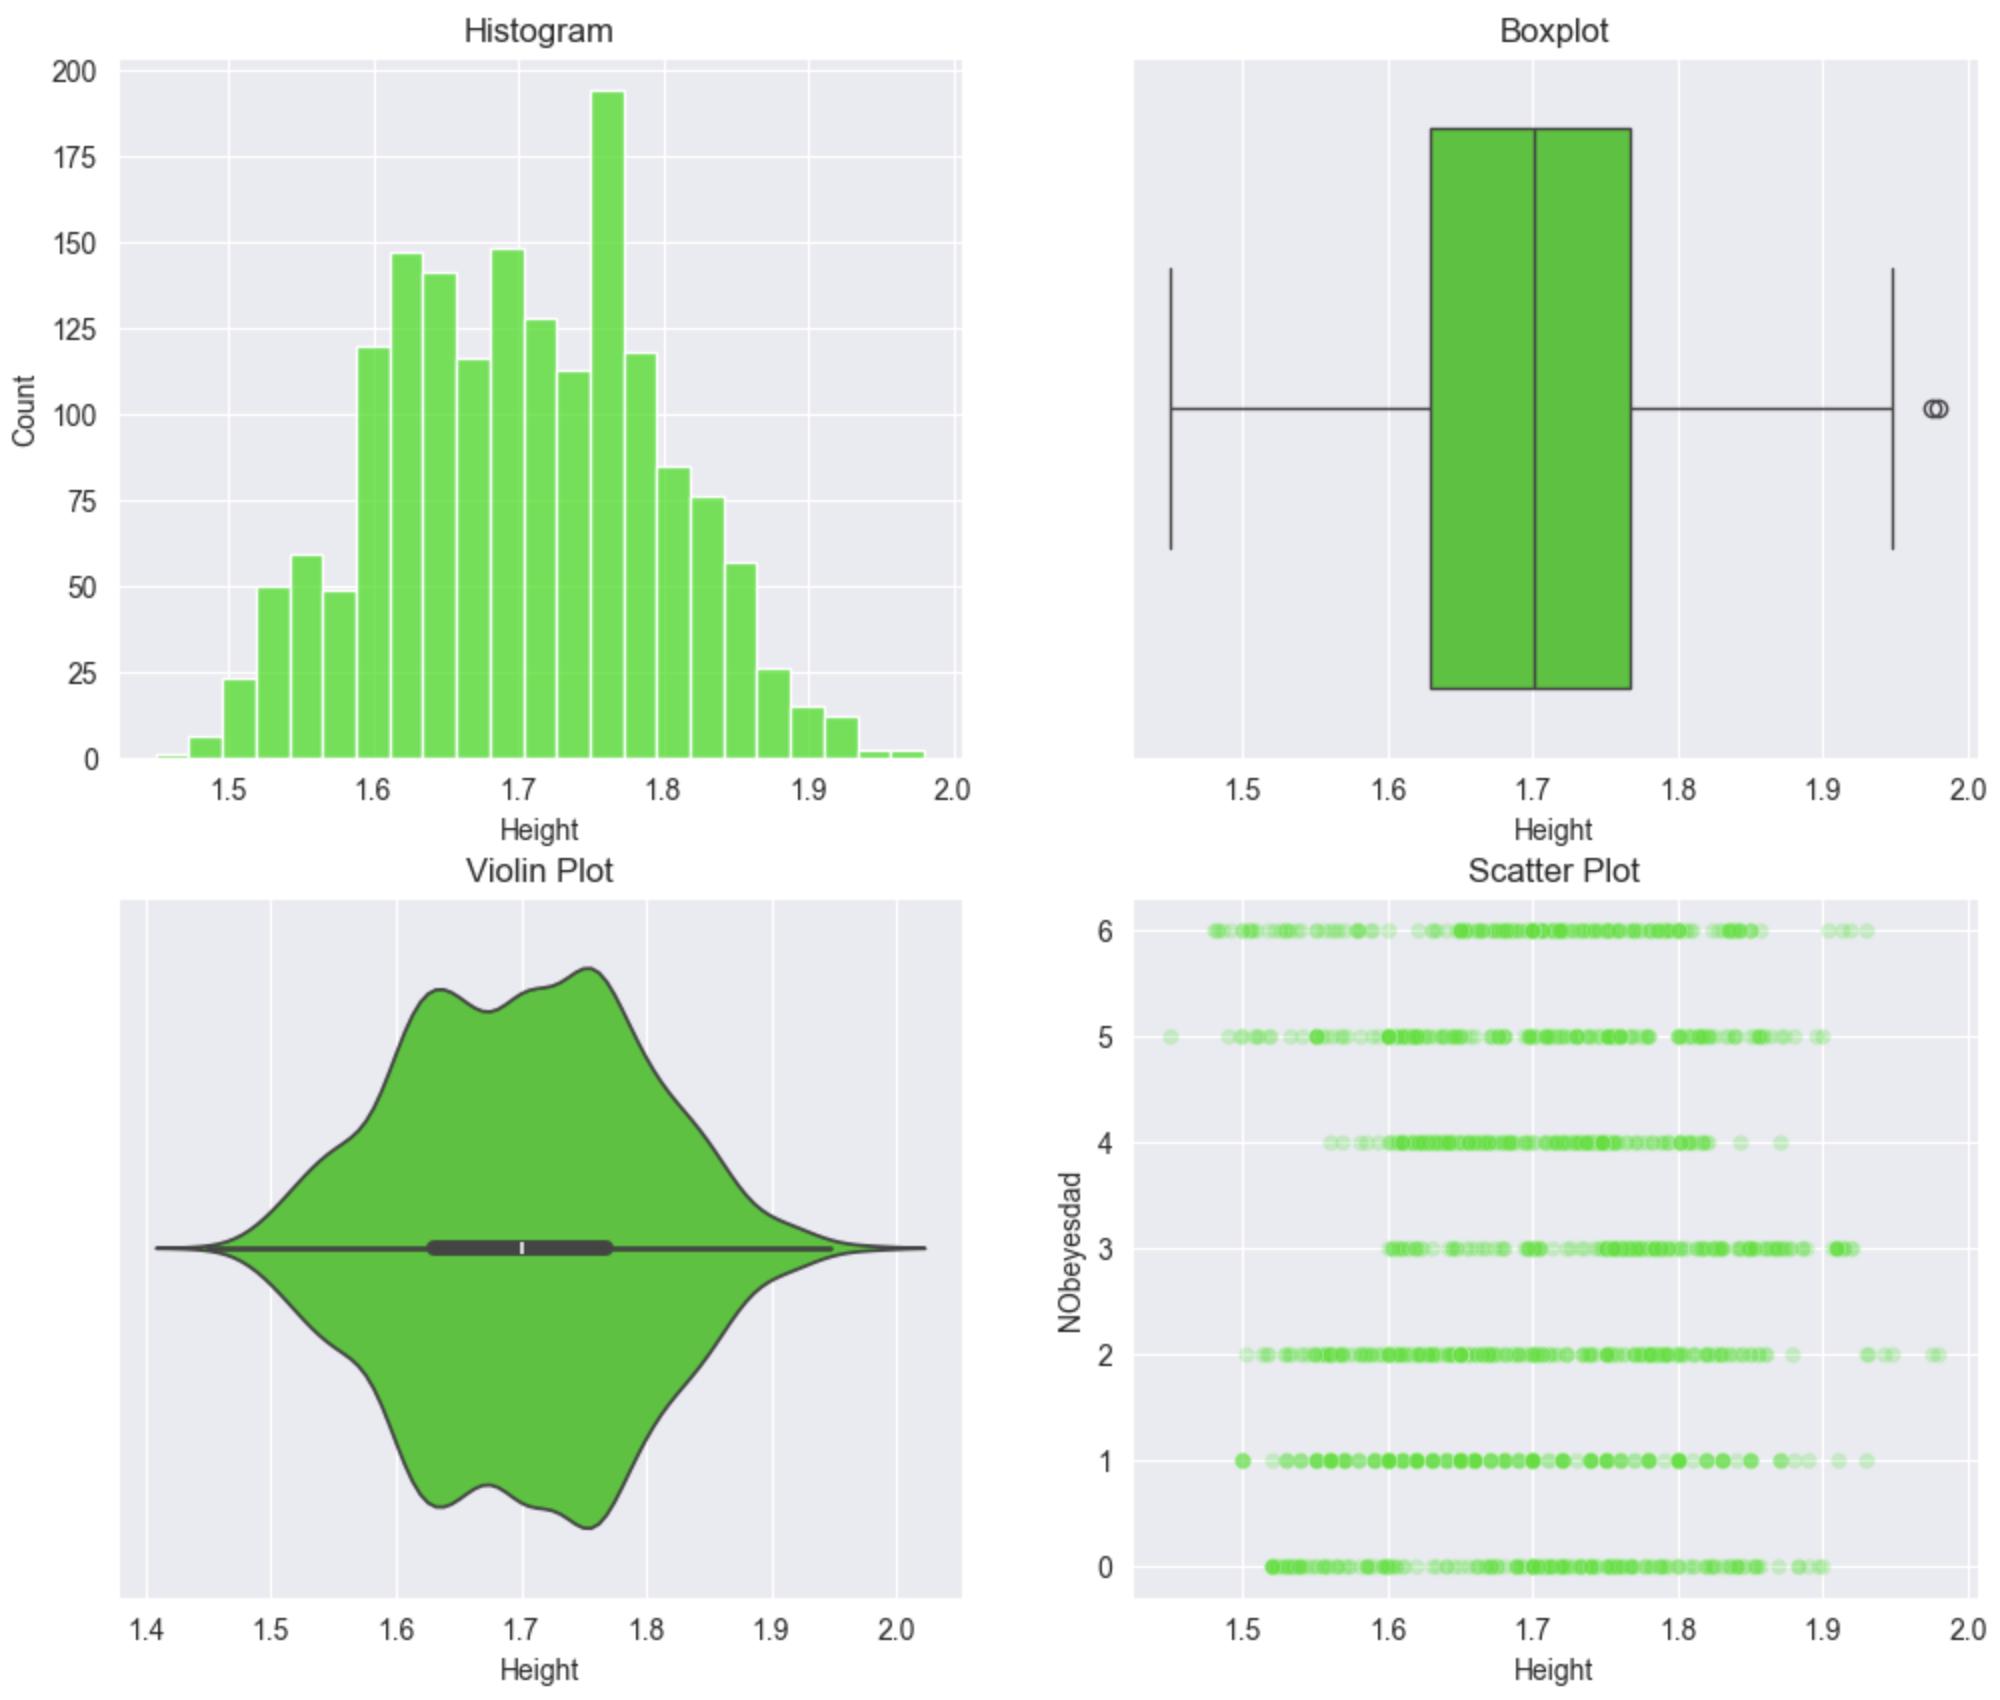 Histogram
200
175
150
125
100
75
50
25
0
Count
1.5 1.6 1.7 1.8 1.9 2.0
Height
Boxplot
1.5 1.6 1.7 1.8 1.9 2.0
Height
Violin Plot
1.4 1.5 1.6 1.7 1.8 1.9 2.0
Height
Scatter Plot
6
5
4
3
2
1
0
NObeyesdad
1.5 1.6 1.7 1.8 1.9 2.0
Height